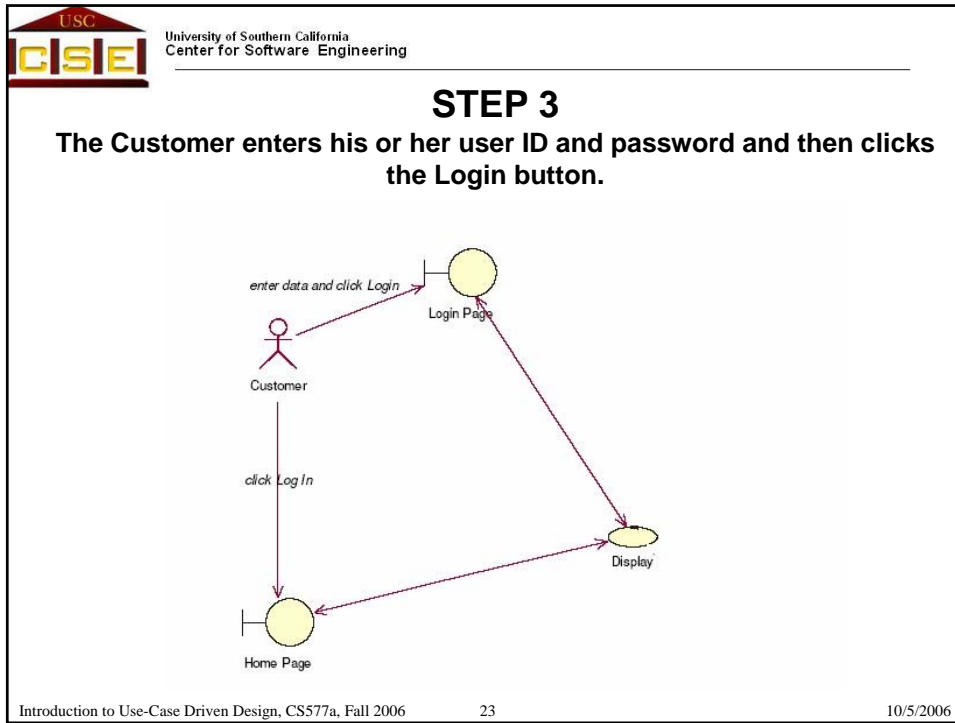 USC
CSE
University of Southern California
Center for Software Engineering
STEP 3
The Customer enters his or her user ID and password and then clicks
the Login button.
enter data and click Login
Login Page
Customer
click Log In
Display
Home Page
Introduction to Use-Case Driven Design, CS577a, Fall 2006 23 10/5/2006